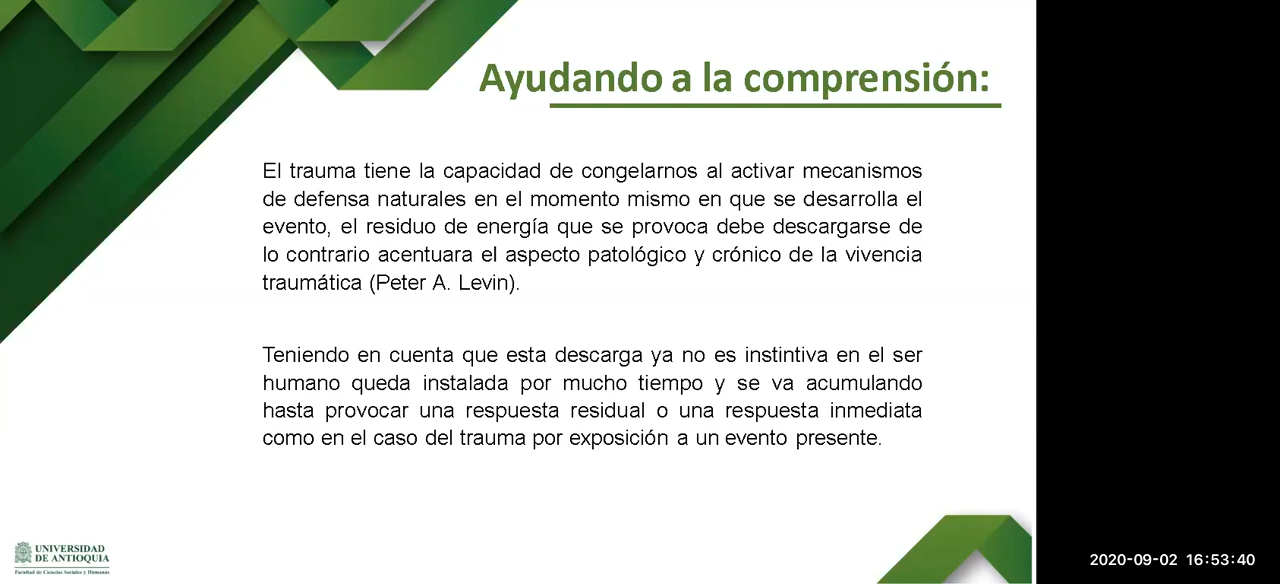 Ayudando a la comprensión:
El trauma tiene la capacidad de congelarnos al activar mecanismos
de defensa naturales en el momento mismo en que se desarrolla el
evento, el residuo de energía que se provoca debe descargarse de
lo contrario acentuara el aspecto patológico y crónico de la vivencia
traumática (Peter A. Levin).
Teniendo en cuenta que esta descarga ya no es instintiva en el ser
humano queda instalada por mucho tiempo y se va acumulando
hasta provocar una respuesta residual o una respuesta inmediata
como en el caso del trauma por exposición a un evento presente.
UNIVERSIDAD
DE ANTIOQUIA
Facultad de Ciencias Sociales y Humanas
2020-09-02 16:53:40